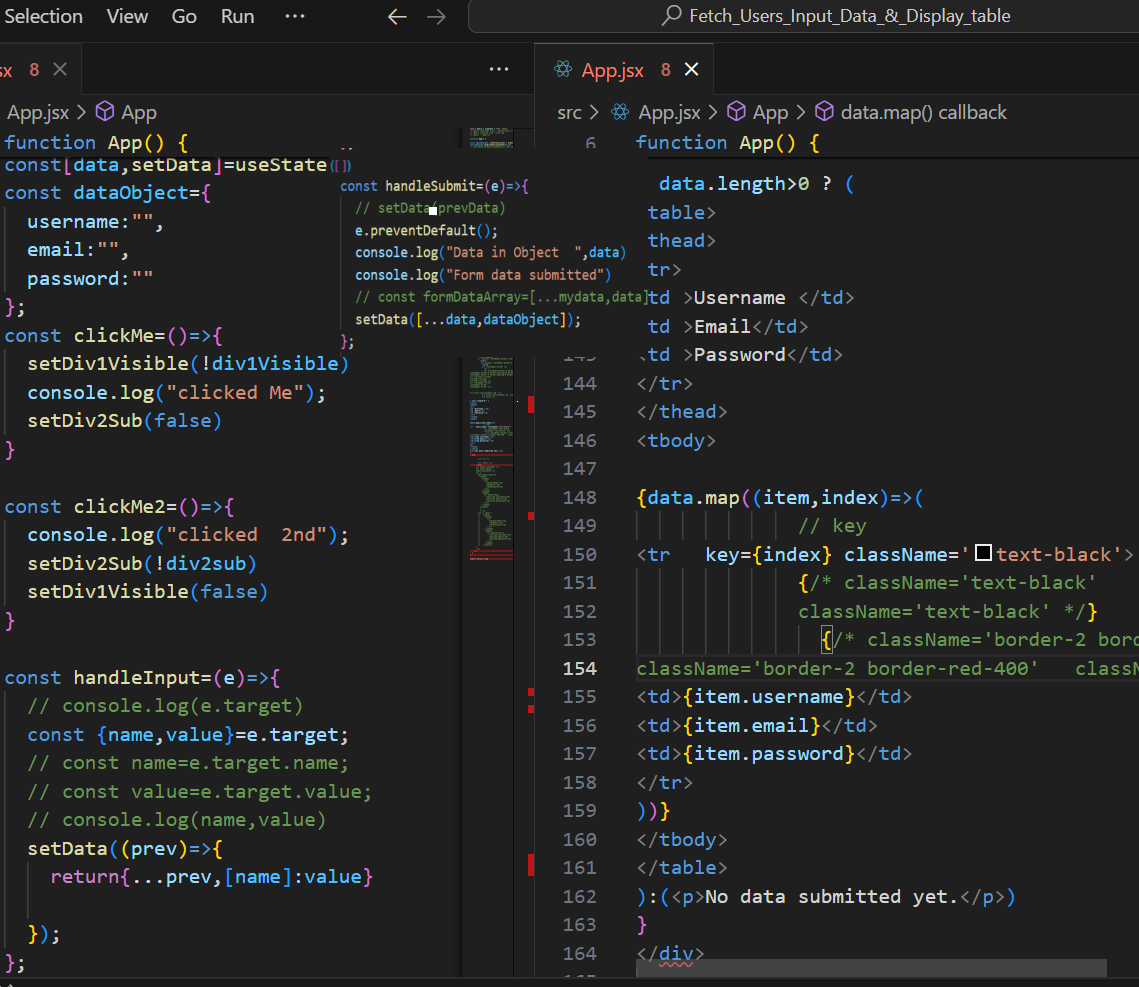 Selection View Go Run ··· ← → Fetch_Users_Input_Data_&_Display_table
sx 8 × ···
App.jsx > App
function App() {
const[data,setData]=useState([])
const dataObject={
username:"",
email:"",
password:""
};
const clickMe=()=>{
setDiv1Visible(!div1Visible)
console.log("clicked Me");
setDiv2Sub(false)
}
const clickMe2=()=>{
console.log("clicked  2nd");
setDiv2Sub(!div2sub)
setDiv1Visible(false)
}
const handleInput=(e)=>{
// console.log(e.target)
const {name,value}=e.target;
// const name=e.target.name;
// const value=e.target.value;
// console.log(name,value)
setData((prev)=>{
return{...prev,[name]:value}
});
};
const handleSubmit=(e)=>{
// setData(prevData)
e.preventDefault();
console.log("Data in Object  ",data)
console.log("Form data submitted")
// const formDataArray=[...mydata,data]
setData([...data,dataObject]);
};
App.jsx 8 ×
src > App.jsx > App > data.map() callback
6 function App() {
data.length>0 ? (
table>
thead>
tr>
td >Username </td>
td >Email</td>
td >Password</td>
144 </tr>
145 </thead>
146 <tbody>
147
148 {data.map((item,index)=>(
149 // key
150 <tr   key={index} className='text-black'>
151 {/* className='text-black'
152 className='text-black' */}
153 {/* className='border-2 bord
154 className='border-2 border-red-400'   classN
155 <td>{item.username}</td>
156 <td>{item.email}</td>
157 <td>{item.password}</td>
158 </tr>
159 ))}
160 </tbody>
161 </table>
162 ):(<p>No data submitted yet.</p>)
163 }
164 </div>